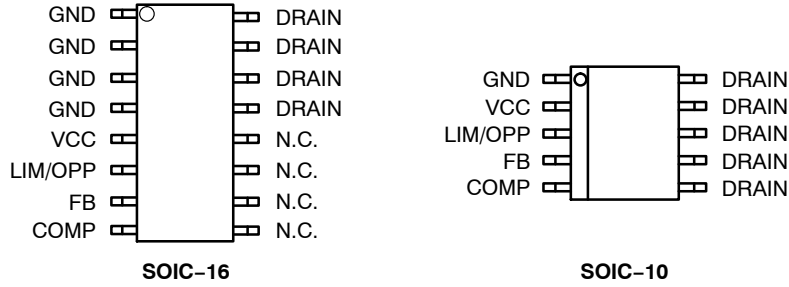 GND DRAIN
GND DRAIN
GND DRAIN
GND DRAIN
VCC N.C.
LIM/OPP N.C.
FB N.C.
COMP N.C.
SOIC−16
GND DRAIN
VCC DRAIN
LIM/OPP DRAIN
FB DRAIN
COMP DRAIN
SOIC−10